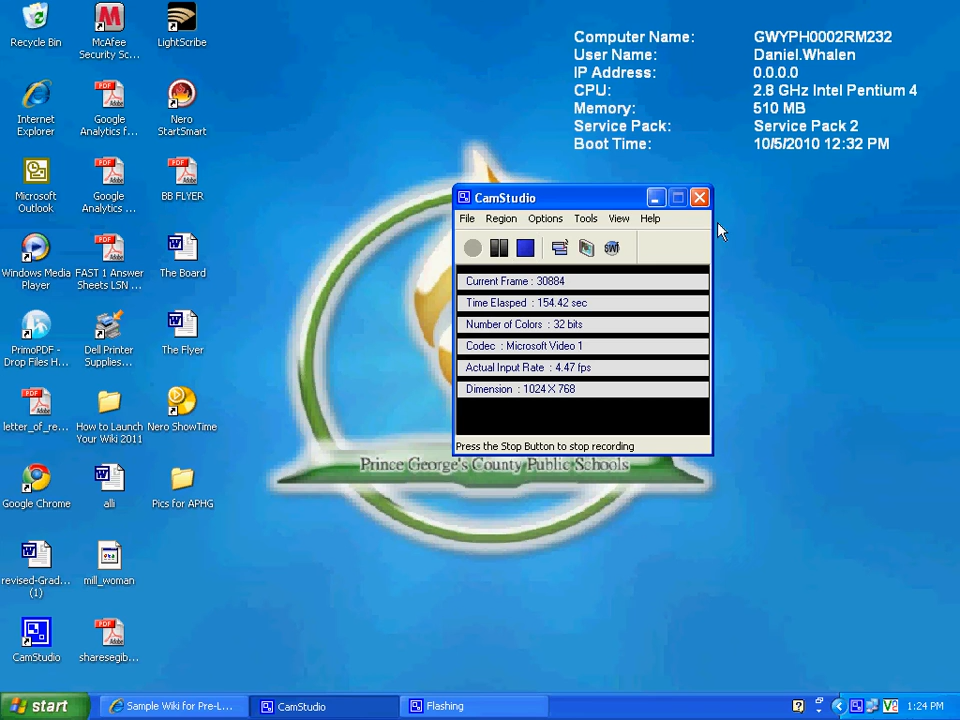 Recycle Bin
McAfee
Security Sc...
LightScribe
Internet
Explorer
Google
Analytics f...
Nero
StartSmart
Microsoft
Outlook
Google
Analytics ...
BB FLYER
Windows Media
Player
FAST 1 Answer
Sheets LSN ...
The Board
PrimoPDF -
Drop Files H...
Dell Printer
Supplies...
The Flyer
letter_of_re...
How to Launch
Your Wiki 2011
Nero ShowTime
Google Chrome
alli
Pics for APHG
revised-Grad...
(1)
mill_woman
CamStudio
sharesegib...
Computer Name: GWYPH0002RM232
User Name: Daniel.Whalen
IP Address: 0.0.0.0
CPU: 2.8 GHz Intel Pentium 4
Memory: 510 MB
Service Pack: Service Pack 2
Boot Time: 10/5/2010 12:32 PM
CamStudio
File Region Options Tools View Help
SWF
Current Frame : 30884
Time Elasped : 154.42 sec
Number of Colors : 32 bits
Codec : Microsoft Video 1
Actual Input Rate : 4.47 fps
Dimension : 1024 X 768
Press the Stop Button to stop recording
Prince George's County Public Schools
start
Sample Wiki for Pre-L...
CamStudio
Flashing
1:24 PM